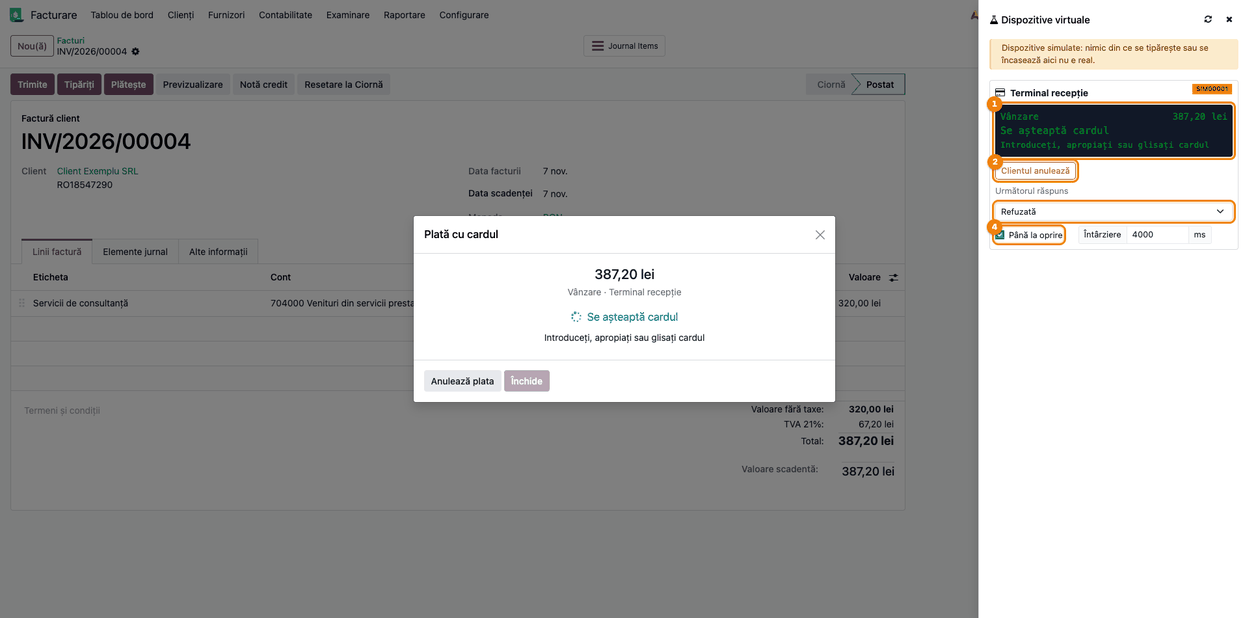 Facturare Tablou de bord Clienți Furnizori Contabilitate Examinare Raportare Configurare
Nou(ă)
Facturi
INV/2026/00004
Journal Items
Trimite Tipăriți Plătește Previzualizare Notă credit Resetare la Ciornă
Ciornă Postat
Factură client
INV/2026/00004
Client Client Exemplu SRL
RO18547290
Data facturii 7 nov.
Data scadenței 7 nov.
Linii factură Elemente jurnal Alte informații
Eticheta Cont Valoare
Servicii de consultanță 704000 Venituri din servicii presta 320,00 lei
Termeni și condiții
Valoare fără taxe: 320,00 lei
TVA 21%: 67,20 lei
Total: 387,20 lei
Valoare scadentă: 387,20 lei
Plată cu cardul
387,20 lei
Vânzare · Terminal recepție
Se așteaptă cardul
Introduceți, apropiați sau glisați cardul
Anulează plata Închide
Dispozitive virtuale
Dispozitive simulate: nimic din ce se tipărește sau se
încasează aici nu e real.
Terminal recepție SIM00001
1
Vânzare 387,20 lei
Se așteaptă cardul
Introduceți, apropiați sau glisați cardul
2
Clientul anulează
Următorul răspuns
Refuzată
4
Până la oprire Întârziere 4000 ms